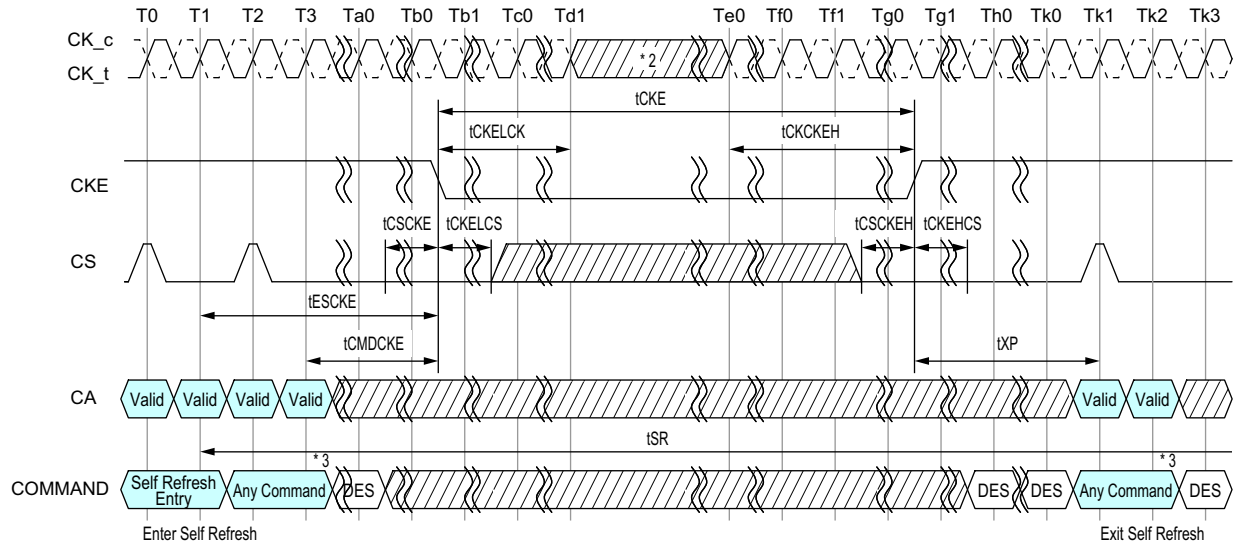 T0 T1 T2 T3 Ta0 Tb0 Tb1 Tc0 Td1 Te0 Tf0 Tf1 Tg0 Tg1 Th0 Tk0 Tk1 Tk2 Tk3
CK_c
CK_t
* 2
tCKE
tCKELCK tCKCKEH
CKE
tCSCKE tCKELCS tCSCKEH tCKEHCS
CS
tESCKE
tCMDCKE tXP
CA Valid Valid Valid Valid Valid Valid
tSR
* 3 * 3
COMMAND Self Refresh Entry Any Command DES DES DES Any Command DES
Enter Self Refresh Exit Self Refresh